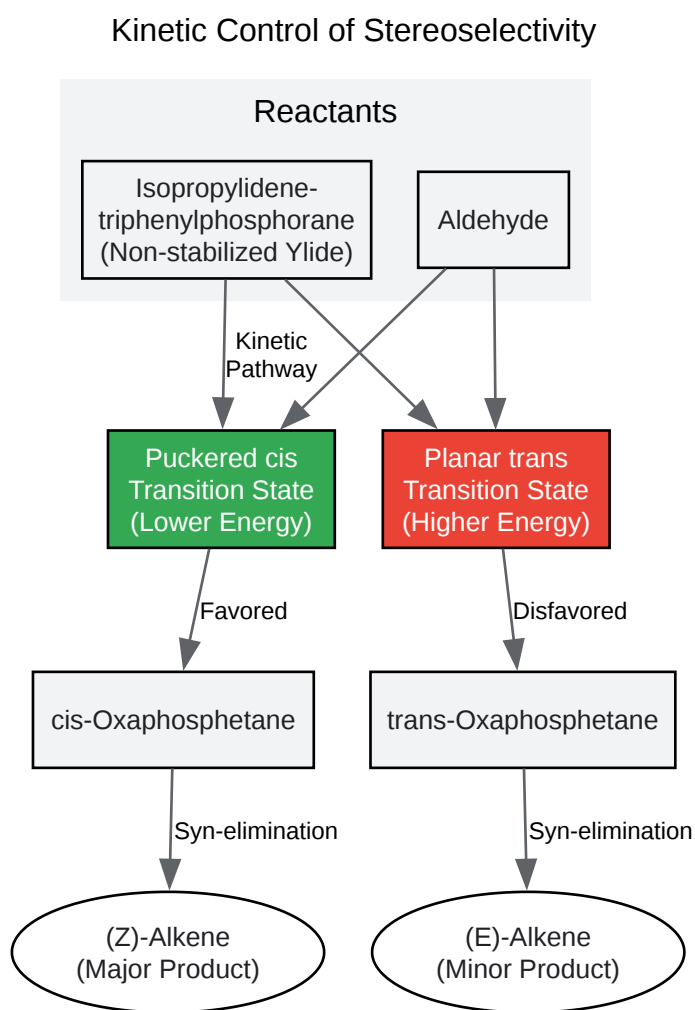 Kinetic Control of Stereoselectivity
Reactants
Isopropylidene-
triphenylphosphorane
(Non-stabilized Ylide)
Aldehyde
Kinetic
Pathway
Puckered cis
Transition State
(Lower Energy)
Planar trans
Transition State
(Higher Energy)
Favored
Disfavored
cis-Oxaphosphetane
trans-Oxaphosphetane
Syn-elimination
Syn-elimination
(Z)-Alkene
(Major Product)
(E)-Alkene
(Minor Product)